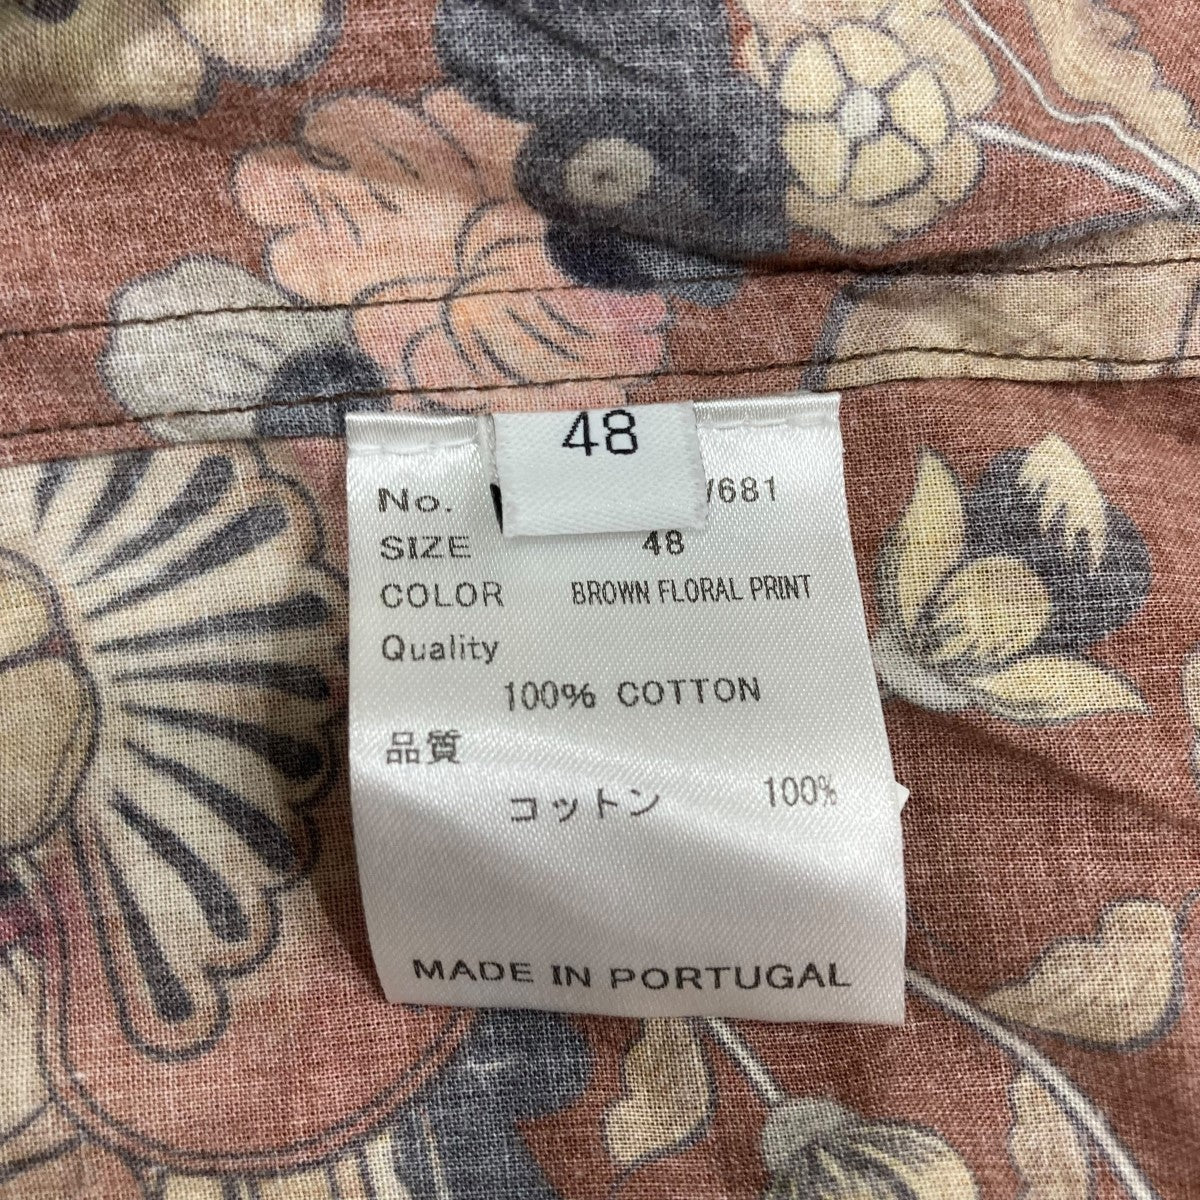 48
No. /681
SIZE 48
COLOR BROWN FLORAL PRINT
Quality
100% COTTON
品質
コットン 100%
MADE IN PORTUGAL